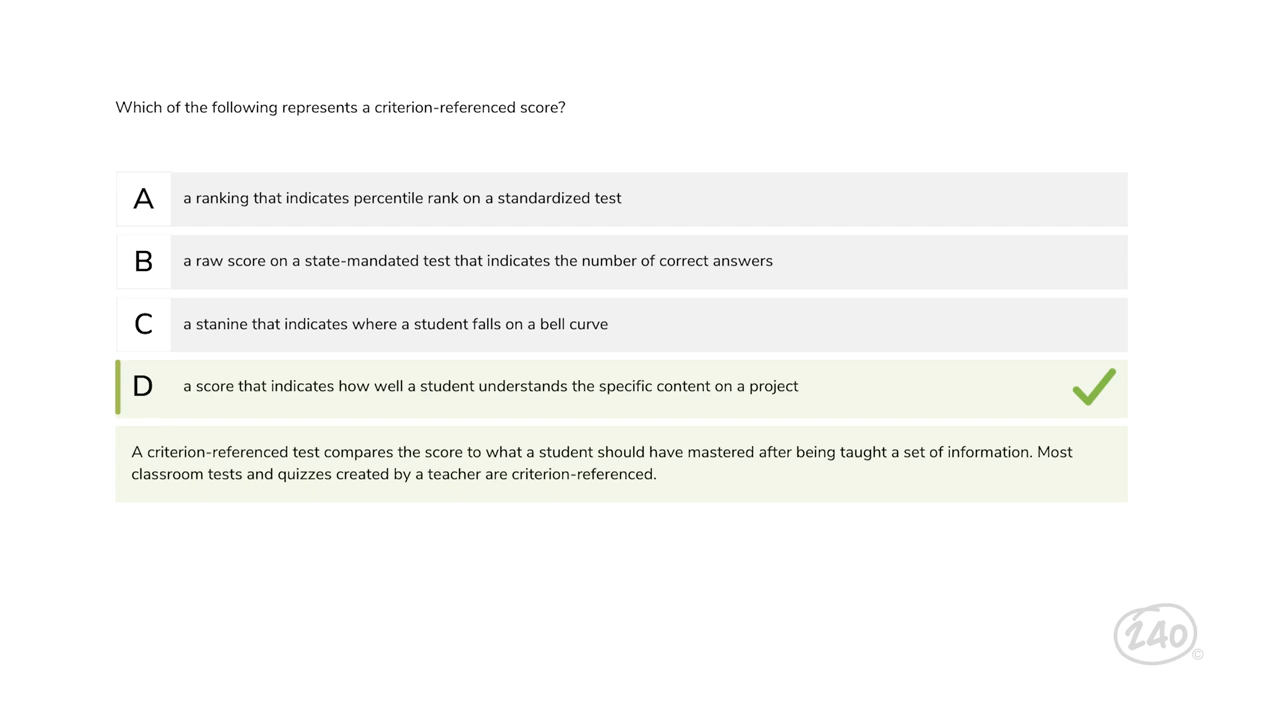 Which of the following represents a criterion-referenced score?
A a ranking that indicates percentile rank on a standardized test
B a raw score on a state-mandated test that indicates the number of correct answers
C a stanine that indicates where a student falls on a bell curve
D a score that indicates how well a student understands the specific content on a project
A criterion-referenced test compares the score to what a student should have mastered after being taught a set of information. Most
classroom tests and quizzes created by a teacher are criterion-referenced.
240
©